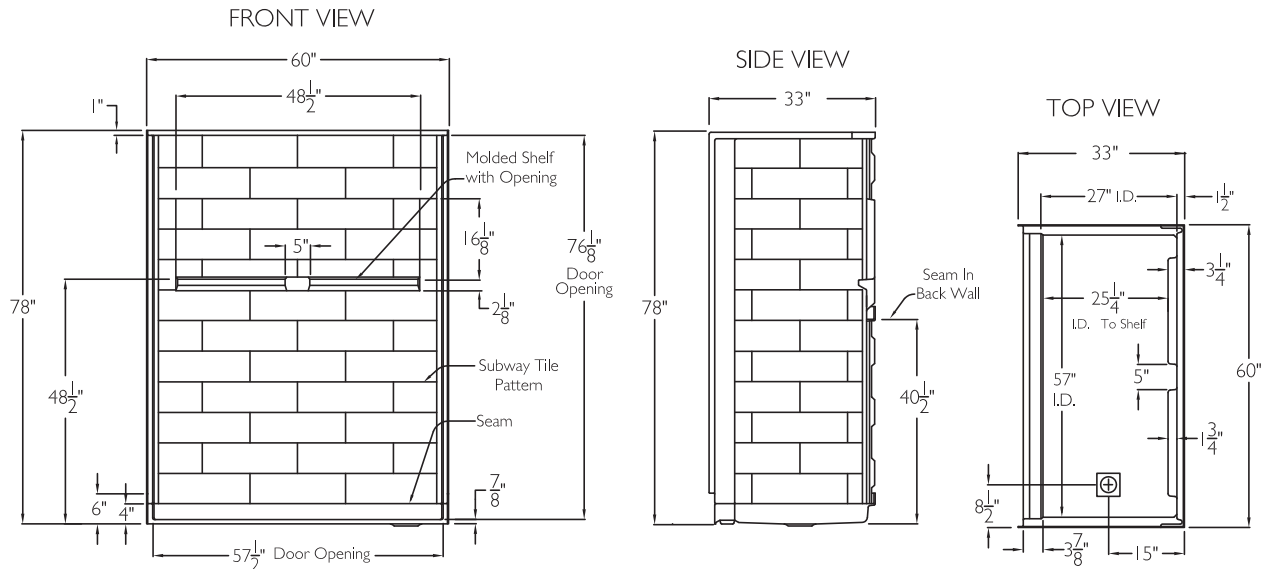 FRONT VIEW
60"
48 1/2"
1"
Molded Shelf
with Opening
16 1/8"
5"
76 1/8"
Door
Opening
78"
2 1/8"
Subway Tile
Pattern
48 1/2"
Seam
7/8"
6"
4"
57 1/2" Door Opening
SIDE VIEW
33"
78"
Seam In
Back Wall
40 1/2"
TOP VIEW
33"
27" I.D.
1 1/2"
3 1/4"
25 1/4"
I.D. To Shelf
57"
I.D.
5"
60"
1 3/4"
8 1/2"
3 7/8"
15"